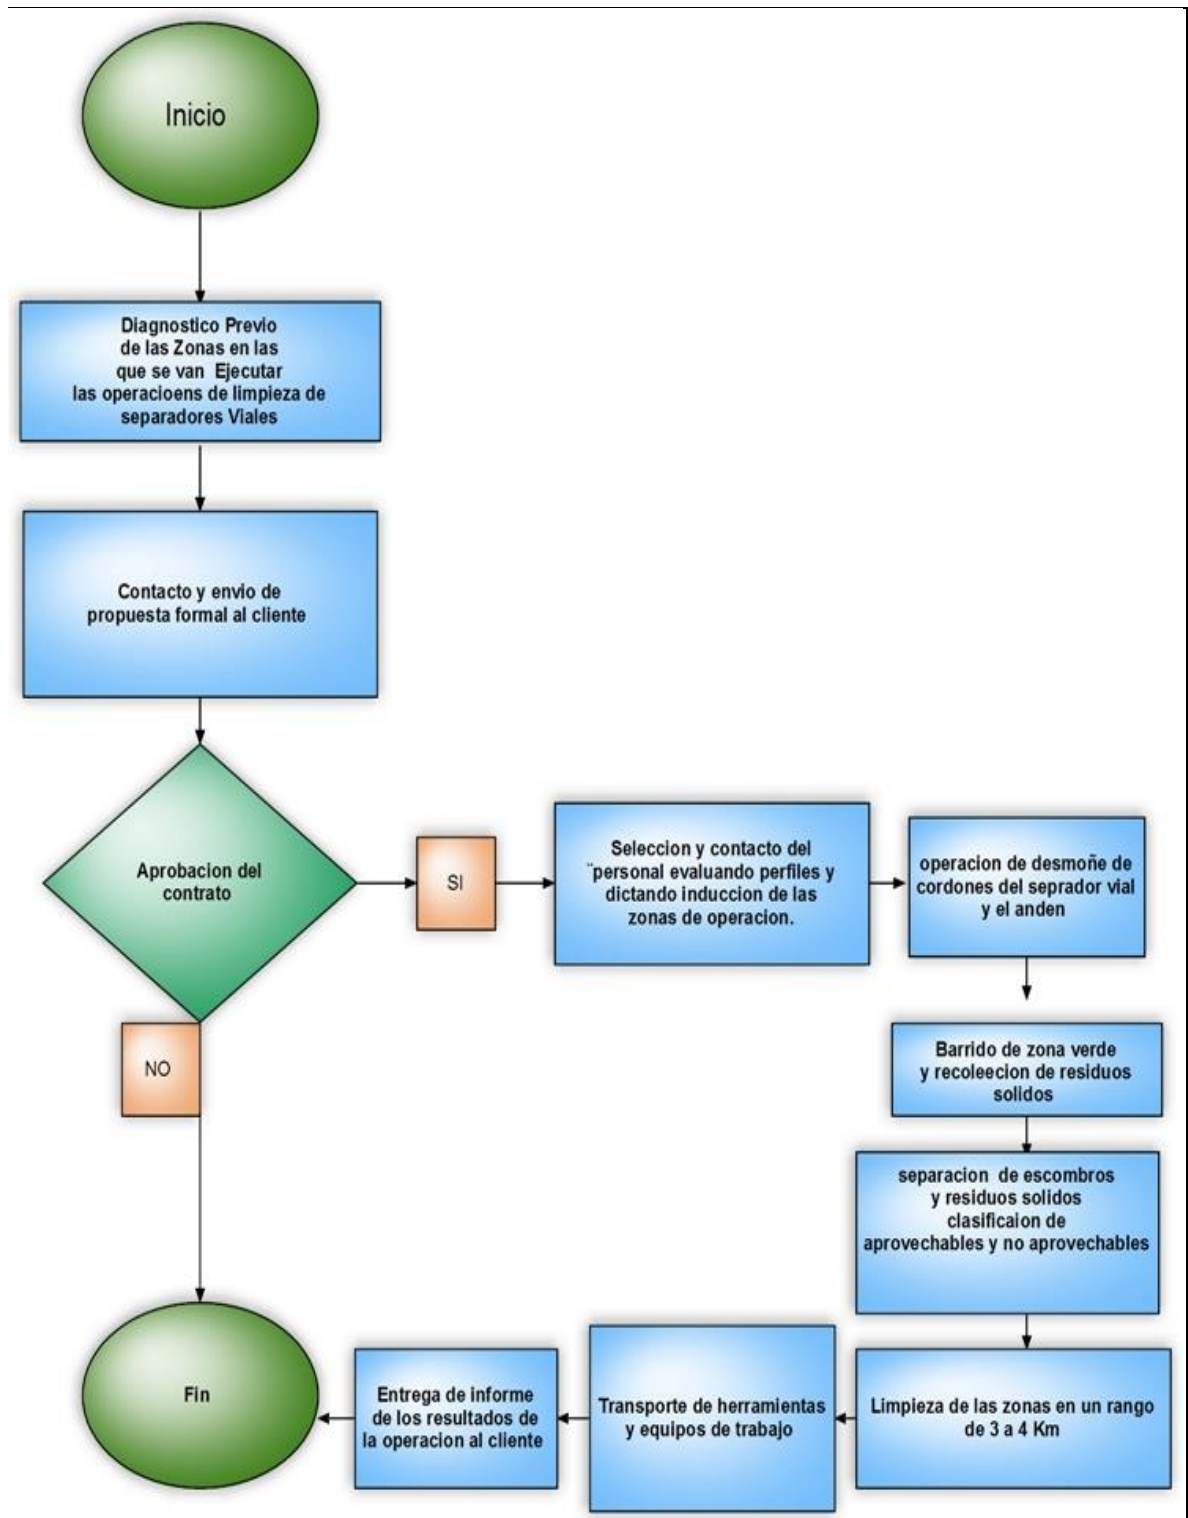 Inicio
Diagnostico Previo
de las Zonas en las
que se van Ejecutar
las operacioens de limpieza de
separadores Viales
Contacto y envio de
propuesta formal al cliente
Aprobacion del
contrato
SI
Seleccion y contacto del
¨personal evaluando perfiles y
dictando induccion de las
zonas de operacion.
operacion de desmoñe de
cordones del seprador vial
y el anden
NO
Barrido de zona verde
y recoleecion de residuos
solidos
separacion de escombros
y residuos solidos
clasificaion de
aprovechables y no aprovechables
Limpieza de las zonas en un rango
de 3 a 4 Km
Transporte de herramientas
y equipos de trabajo
Entrega de informe
de los resultados de
la operacion al cliente
Fin